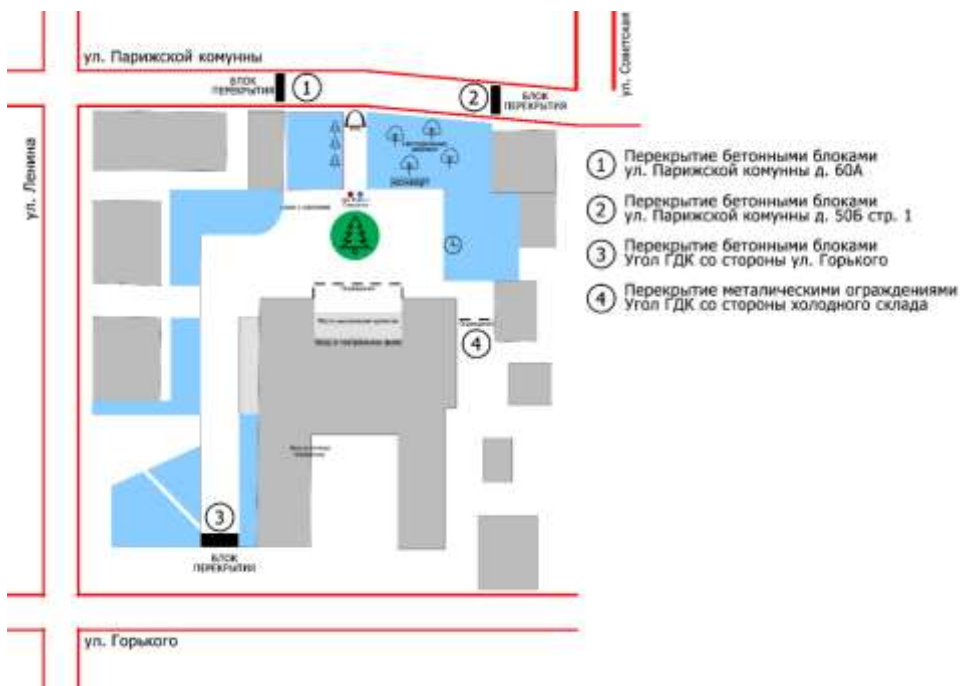 ул. Парижской комунны
ул. Советская
БЛОК
ПЕРЕКРЫТИЯ
1
2
БЛОК
ПЕРЕКРЫТИЯ
ул. Ленина
1 Перекрытие бетонными блоками
ул. Парижской комунны д. 60А
2 Перекрытие бетонными блоками
ул. Парижской комунны д. 50Б стр. 1
3 Перекрытие бетонными блоками
Угол ГДК со стороны ул. Горького
4 Перекрытие металическими ограждениями
Угол ГДК со стороны холодного склада
4
3
БЛОК
ПЕРЕКРЫТИЯ
ул. Горького